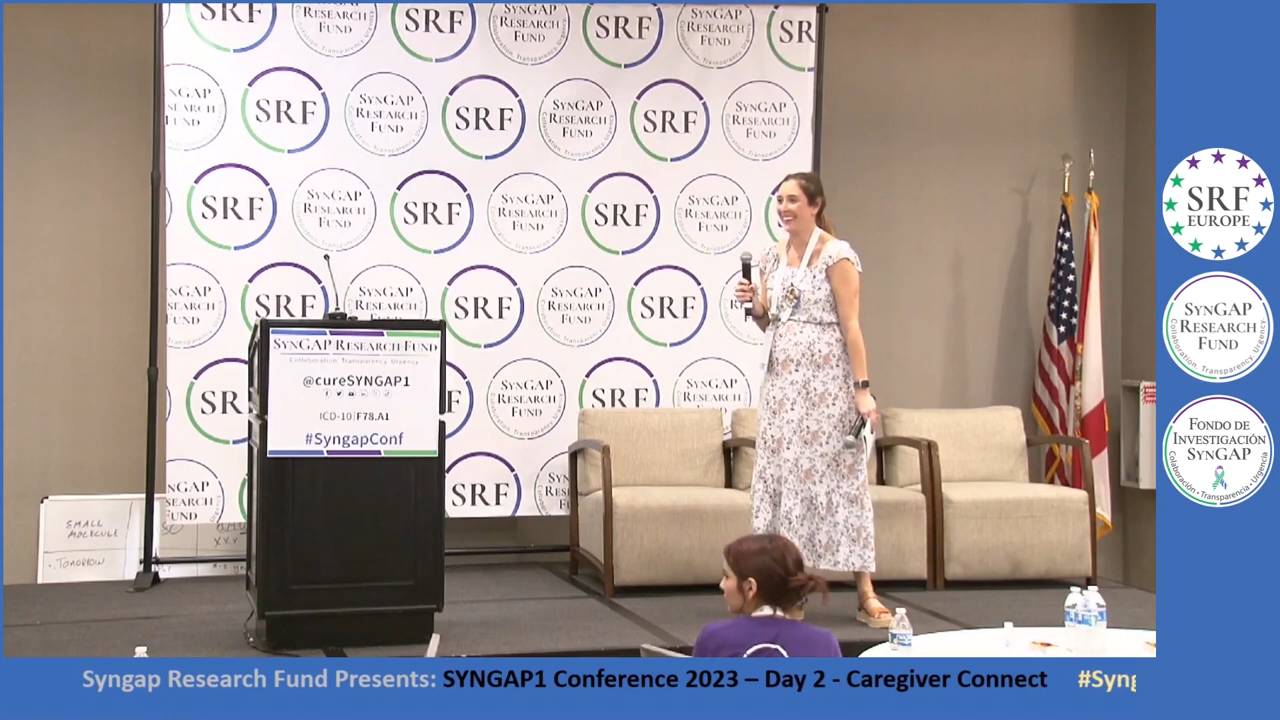 SRF
SYNGAP
RESEARCH
FUND
Collaboration, Transparency, Urgency
SYNGAP RESEARCH FUND
Collaboration, Transparency, Urgency
@cureSYNGAP1
ICD-10|F78.A1
#SyngapConf
SMALL
MOLECULE
. TOMORROW
XXX
SRF
EUROPE
SYNGAP
RESEARCH
FUND
Collaboration, Transparency, Urgency
FONDO DE
INVESTIGACIÓN
SYNGAP
Colaboración • Transparencia • Urgencia
Syngap Research Fund Presents: SYNGAP1 Conference 2023 – Day 2 - Caregiver Connect #Syng